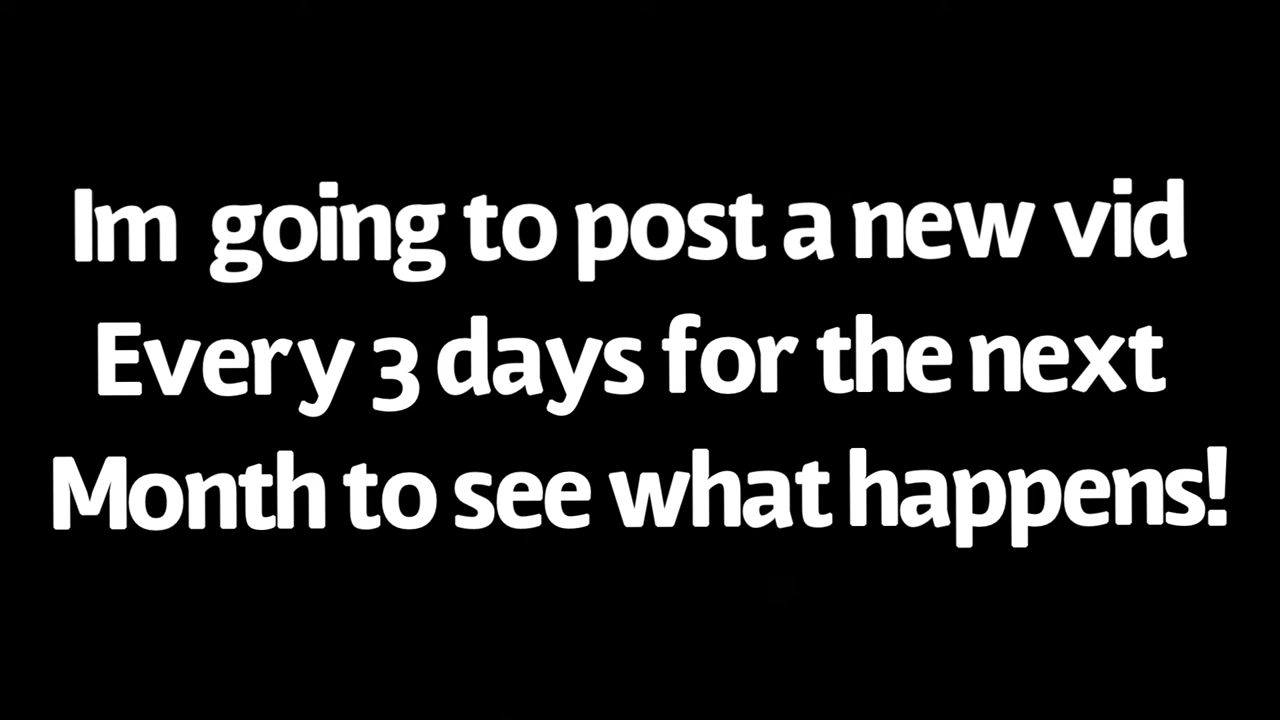 Im going to post a new vid
Every 3 days for the next
Month to see what happens!